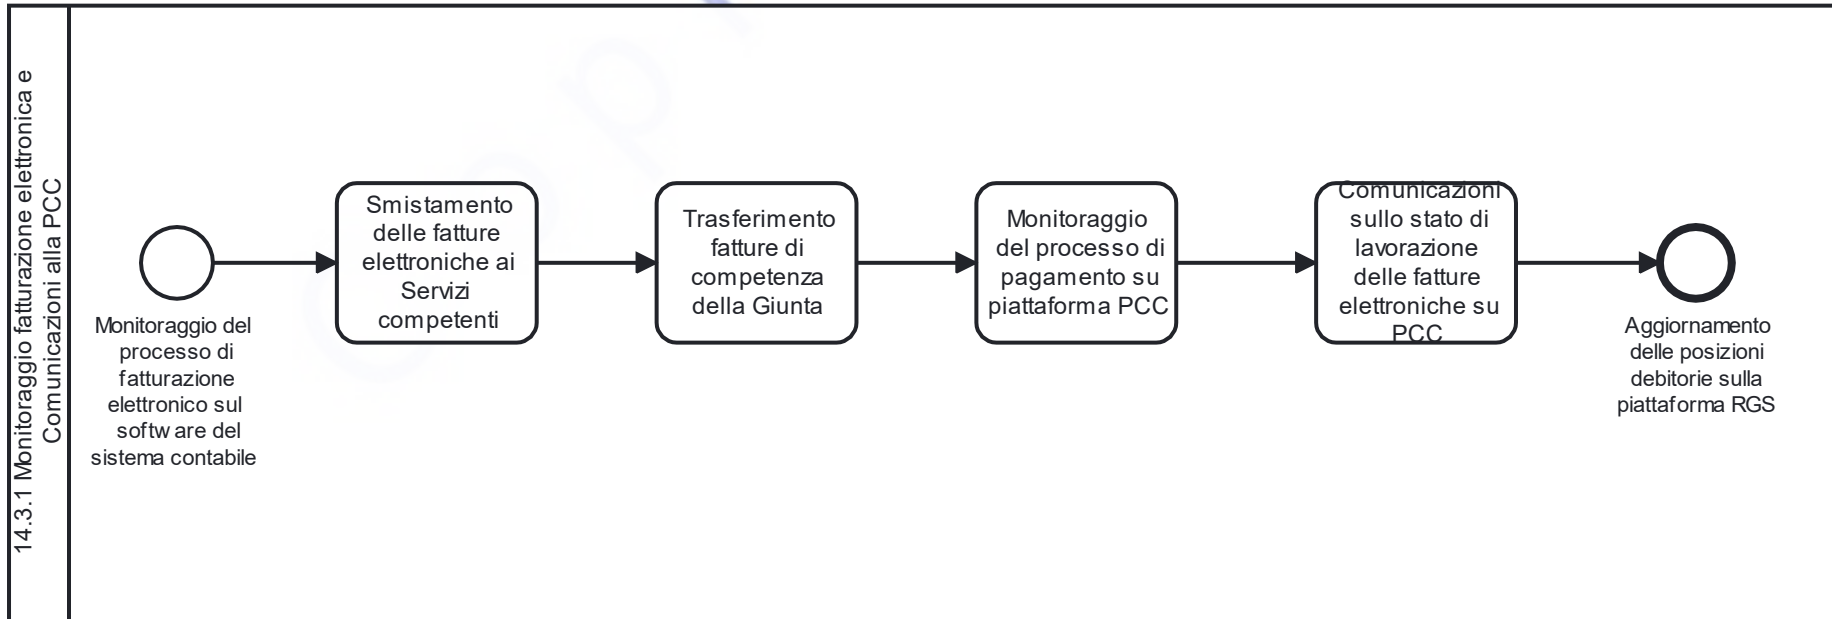 14.3.1 Monitoraggio fatturazione elettronica e
Comunicazioni alla PCC
Monitoraggio del
processo di
fatturazione
elettronico sul
software del
sistema contabile
Smistamento
delle fatture
elettroniche ai
Servizi
competenti
Trasferimento
fatture di
competenza
della Giunta
Monitoraggio
del processo di
pagamento su
piattaforma PCC
Comunicazioni
sullo stato di
lavorazione
delle fatture
elettroniche su
PCC
Aggiornamento
delle posizioni
debitorie sulla
piattaforma RGS